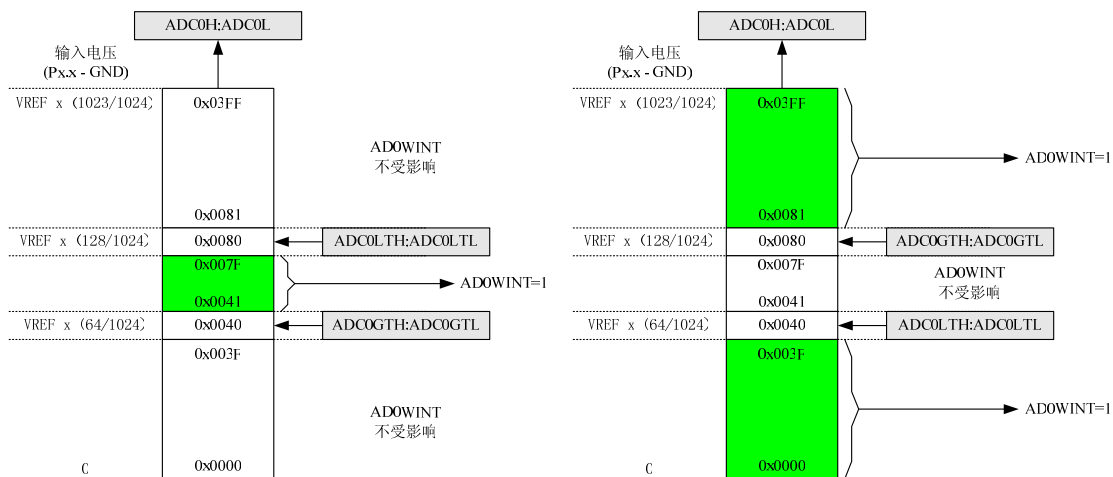 ADC0H:ADC0L
输入电压
(Px.x - GND)
VREF x (1023/1024)
0x03FF
AD0WINT
不受影响
0x0081
VREF x (128/1024)
0x0080
ADC0LTH:ADC0LTL
0x007F
AD0WINT=1
0x0041
VREF x (64/1024)
0x0040
ADC0GTH:ADC0GTL
0x003F
AD0WINT
不受影响
C
0x0000
ADC0H:ADC0L
输入电压
(Px.x - GND)
VREF x (1023/1024)
0x03FF
AD0WINT=1
0x0081
VREF x (128/1024)
0x0080
ADC0GTH:ADC0GTL
0x007F
AD0WINT
不受影响
0x0041
VREF x (64/1024)
0x0040
ADC0LTH:ADC0LTL
0x003F
AD0WINT=1
C
0x0000